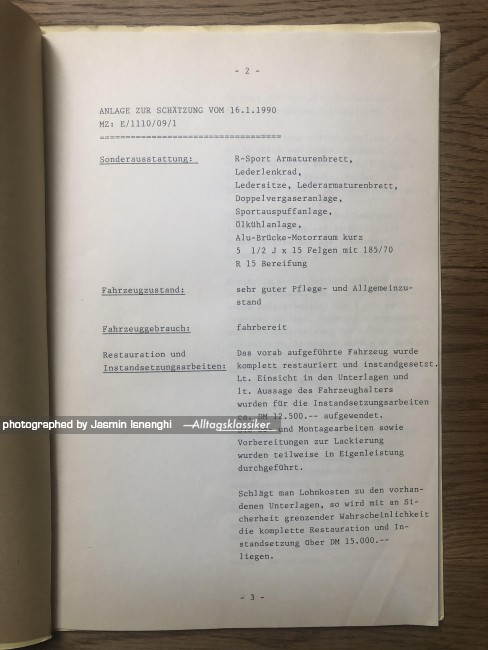 - 2 -
ANLAGE ZUR SCHÄTZUNG VOM 16.1.1990
MZ: E/1110/09/1
===================================
Sonderausstattung: R-Sport Armaturenbrett,
Lederlenkrad,
Ledersitze, Lederarmaturenbrett,
Doppelvergaseranlage,
Sportauspuffanlage,
Ölkühlanlage,
Alu-Brücke-Motorraum kurz
5 1/2 J x 15 Felgen mit 185/70
R 15 Bereifung
Fahrzeugzustand: sehr guter Pflege- und Allgemeinzu-
stand
Fahrzeuggebrauch: fahrbereit
Restauration und Das vorab aufgeführte Fahrzeug wurde
Instandsetzungsarbeiten: komplett restauriert und instandgesetzt.
Lt. Einsicht in den Unterlagen und
lt. Aussage des Fahrzeughalters
wurden für die Instandsetzungsarbeiten
ca. DM 12.500.-- aufgewendet.
photographed by Jasmin Isnenghi —Alltagsklassiker
und Montagearbeiten sowie
Vorbereitungen zur Lackierung
wurden teilweise in Eigenleistung
durchgeführt.
Schlägt man Lohnkosten zu den vorhan-
denen Unterlagen, so wird mit an Si-
cherheit grenzender Wahrscheinlichkeit
die komplette Restauration und In-
standsetzung über DM 15.000.--
liegen.
- 3 -